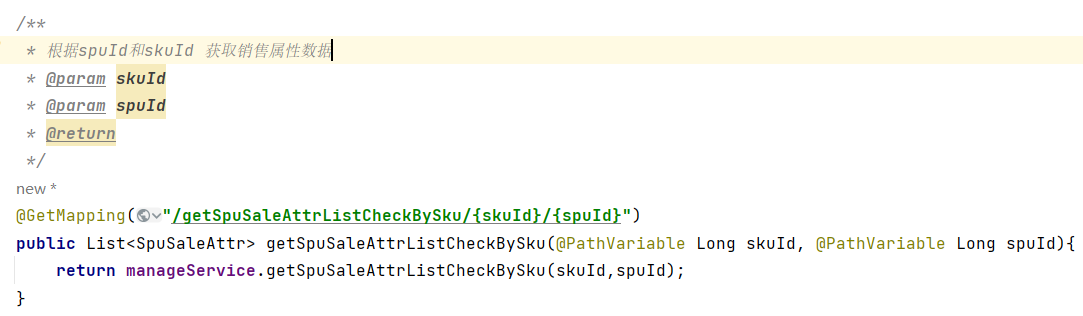 /**
 * 根据spuId和skuId 获取销售属性数据
 * @param skuId
 * @param spuId
 * @return
 */
new *
@GetMapping("/getSpuSaleAttrListCheckBySku/{skuId}/{spuId}")
public List<SpuSaleAttr> getSpuSaleAttrListCheckBySku(@PathVariable Long skuId, @PathVariable Long spuId){
    return manageService.getSpuSaleAttrListCheckBySku(skuId,spuId);
}